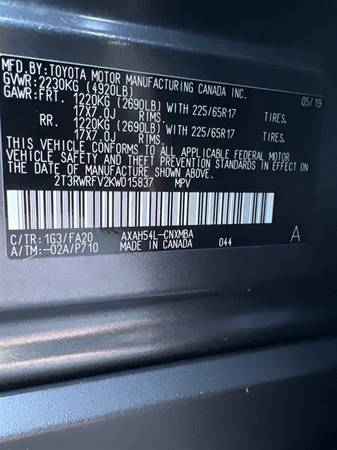 MFD.BY:TOYOTA MOTOR MANUFACTURING CANADA INC.
GVWR:2230KG (4920LB) 05/19
GAWR:FRT. 1220KG (2690LB) WITH 225/65R17 TIRES.
17X7.0J RIMS.
RR. 1220KG (2690LB) WITH 225/65R17 TIRES.
17X7.0J RIMS.
THIS VEHICLE CONFORMS TO ALL APPLICABLE FEDERAL MOTOR
VEHICLE SAFETY AND THEFT PREVENTION STANDARDS IN EFFECT ON
THE DATE OF MANUFACTURE SHOWN ABOVE.
2T3RWRFV2KW015837 MPV
C/TR:1G3/FA20 AXAH54L-CNXMBA A
A/TM:-02A/P710 MADE IN CANADA 044